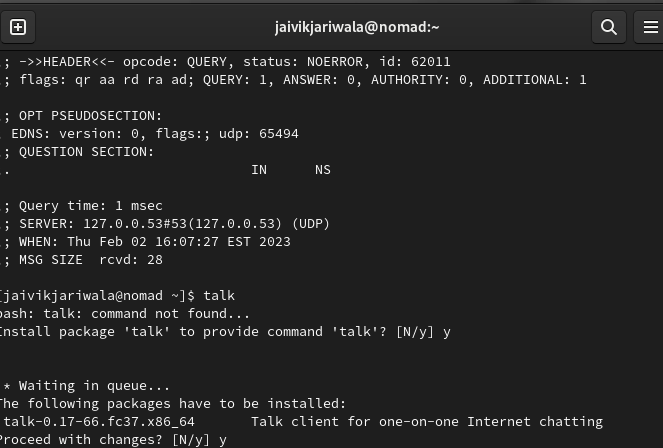 jaivikjariwala@nomad:~
; ->>HEADER<<- opcode: QUERY, status: NOERROR, id: 62011
; flags: qr aa rd ra ad; QUERY: 1, ANSWER: 0, AUTHORITY: 0, ADDITIONAL: 1
; OPT PSEUDOSECTION:
EDNS: version: 0, flags:; udp: 65494
; QUESTION SECTION:
. IN NS
; Query time: 1 msec
; SERVER: 127.0.0.53#53(127.0.0.53) (UDP)
; WHEN: Thu Feb 02 16:07:27 EST 2023
; MSG SIZE rcvd: 28
[jaivikjariwala@nomad ~]$ talk
bash: talk: command not found...
Install package 'talk' to provide command 'talk'? [N/y] y
* Waiting in queue...
The following packages have to be installed:
talk-0.17-66.fc37.x86_64 Talk client for one-on-one Internet chatting
Proceed with changes? [N/y] y